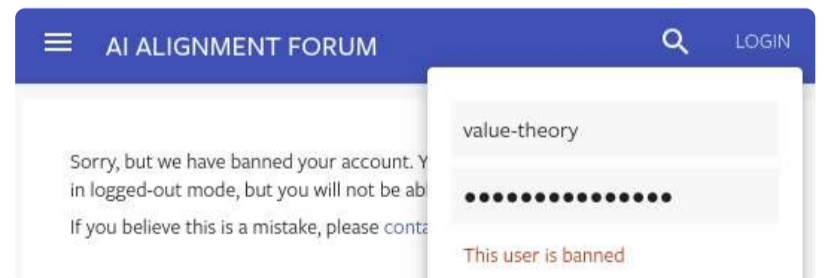 AI ALIGNMENT FORUM
LOGIN
Sorry, but we have banned your account. Y
in logged-out mode, but you will not be ab
If you believe this is a mistake, please conta
value-theory
●●●●●●●●●●●●●●●
This user is banned